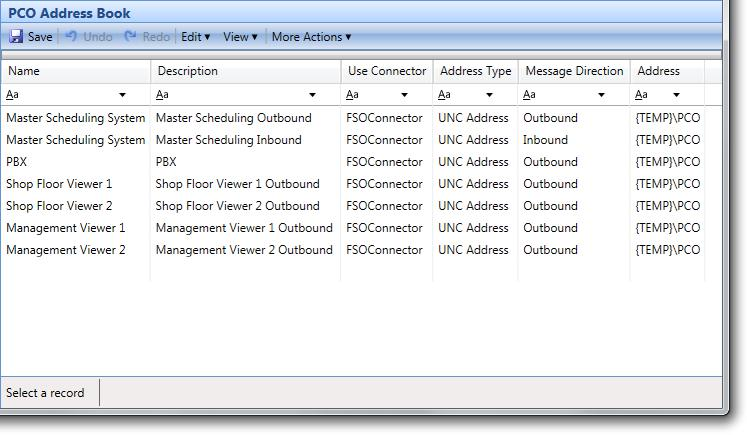 PCO Address Book
Save Undo Redo Edit ▾ View ▾ More Actions ▾
Name Description Use Connector Address Type Message Direction Address
Aa Aa Aa Aa Aa Aa
Master Scheduling System Master Scheduling Outbound FSOConnector UNC Address Outbound {TEMP}\PCO
Master Scheduling System Master Scheduling Inbound FSOConnector UNC Address Inbound {TEMP}\PCO
PBX PBX FSOConnector UNC Address Outbound {TEMP}\PCO
Shop Floor Viewer 1 Shop Floor Viewer 1 Outbound FSOConnector UNC Address Outbound {TEMP}\PCO
Shop Floor Viewer 2 Shop Floor Viewer 2 Outbound FSOConnector UNC Address Outbound {TEMP}\PCO
Management Viewer 1 Management Viewer 1 Outbound FSOConnector UNC Address Outbound {TEMP}\PCO
Management Viewer 2 Management Viewer 2 Outbound FSOConnector UNC Address Outbound {TEMP}\PCO
Select a record